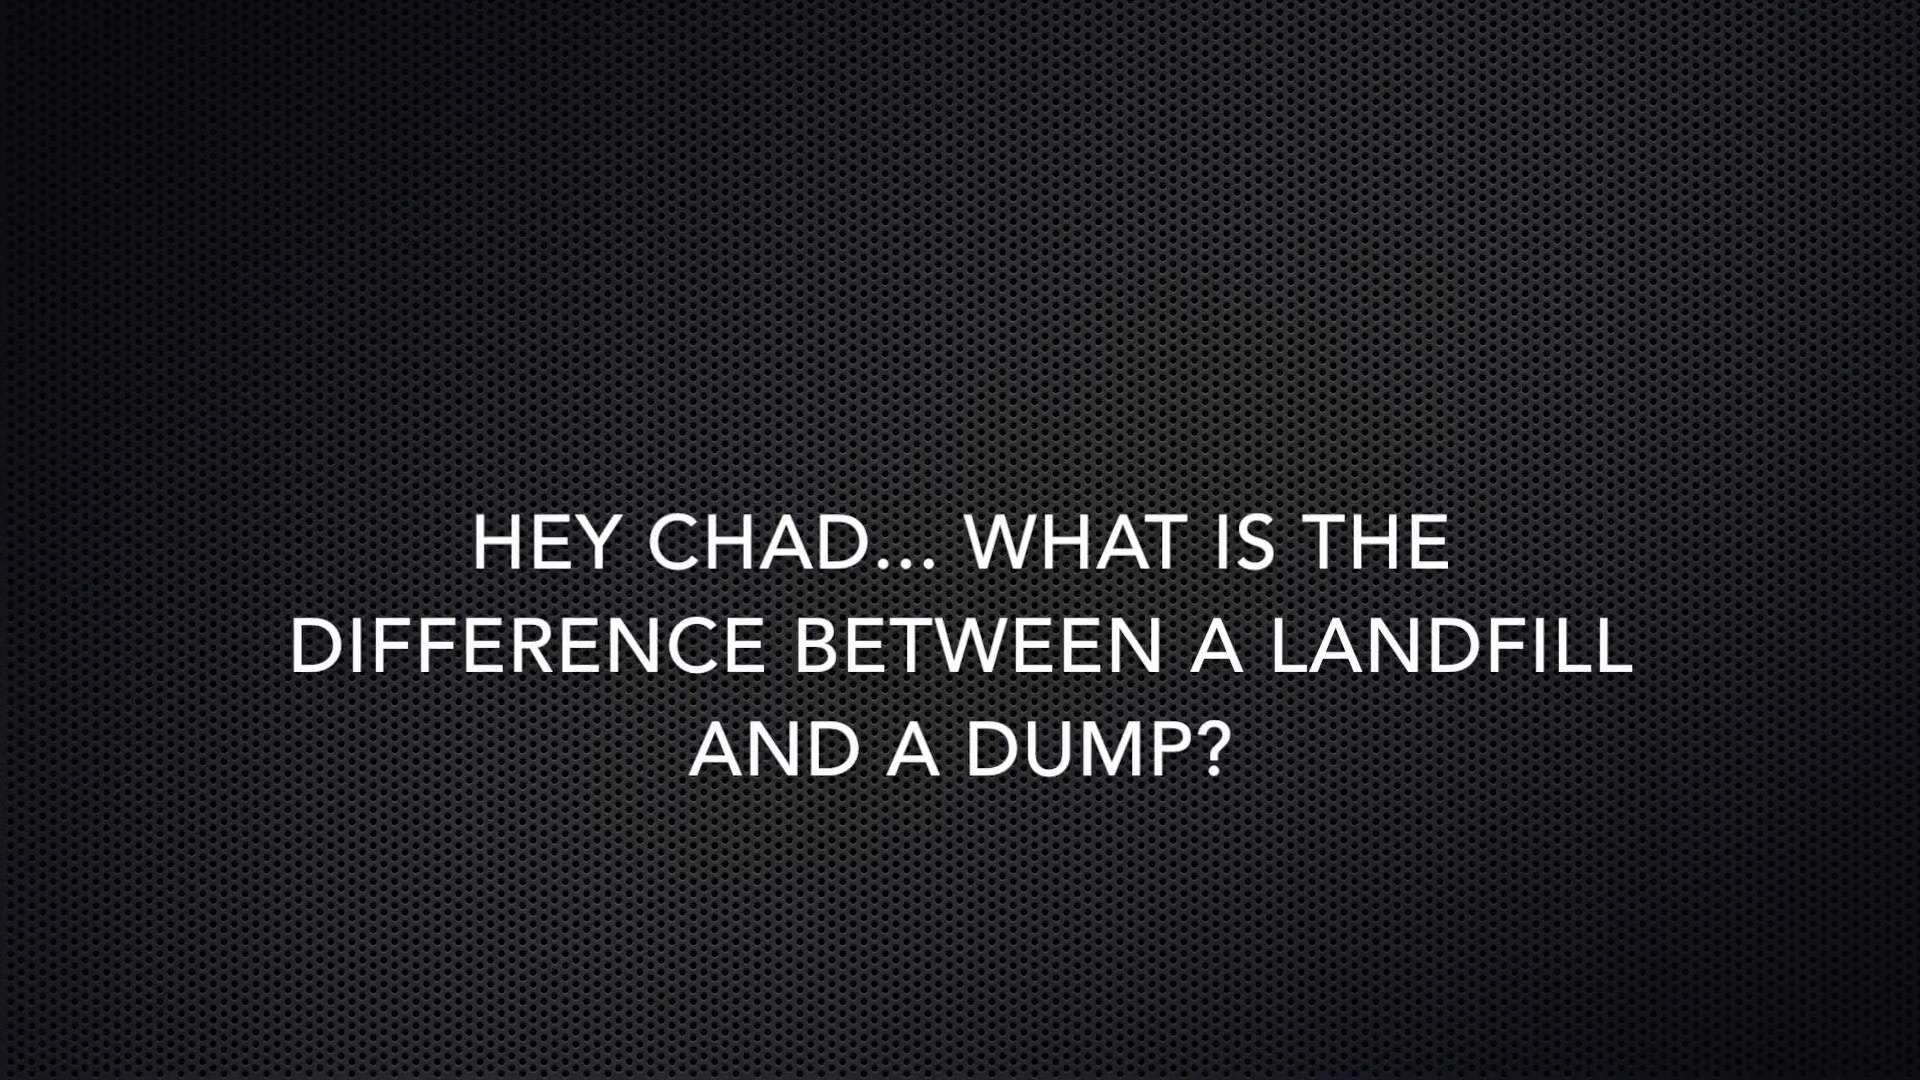 HEY CHAD... WHAT IS THE
DIFFERENCE BETWEEN A LANDFILL
AND A DUMP?